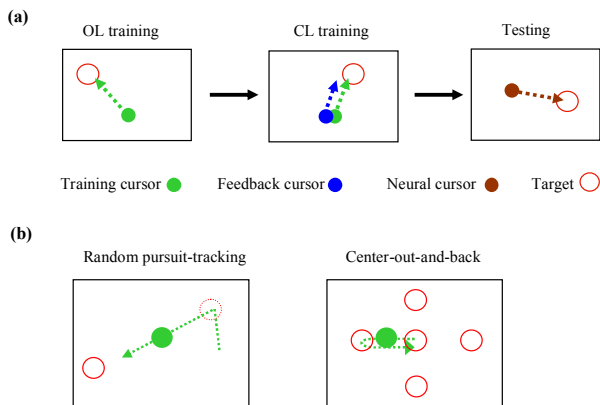 (a)
OL training
CL training
Testing
Training cursor
Feedback cursor
Neural cursor
Target
(b)
Random pursuit-tracking
Center-out-and-back